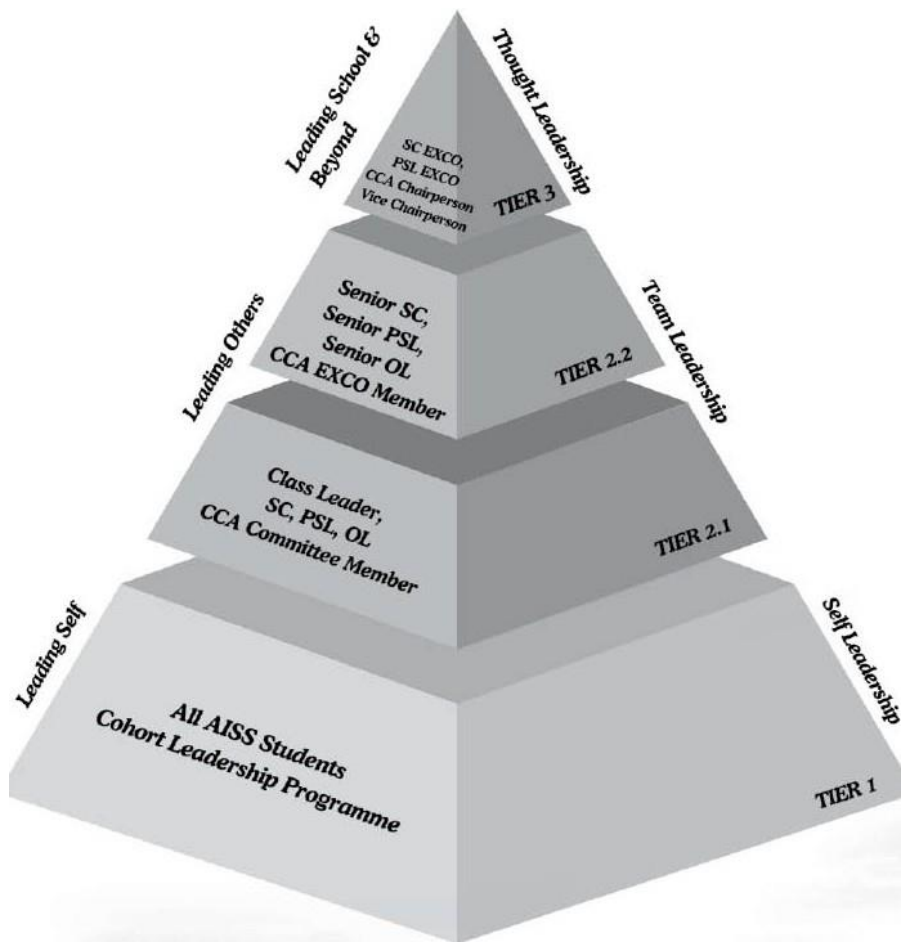 Leading School &
Beyond
Thought Leadership
SC EXCO,
PSL EXCO
CCA Chairperson
Vice Chairperson
TIER 3
Leading Others
Team Leadership
Senior SC,
Senior PSL,
Senior OL
CCA EXCO Member
TIER 2.2
Class Leader,
SC, PSL, OL
CCA Committee Member
TIER 2.1
Leading Self
Self Leadership
All AISS Students
Cohort Leadership Programme
TIER 1